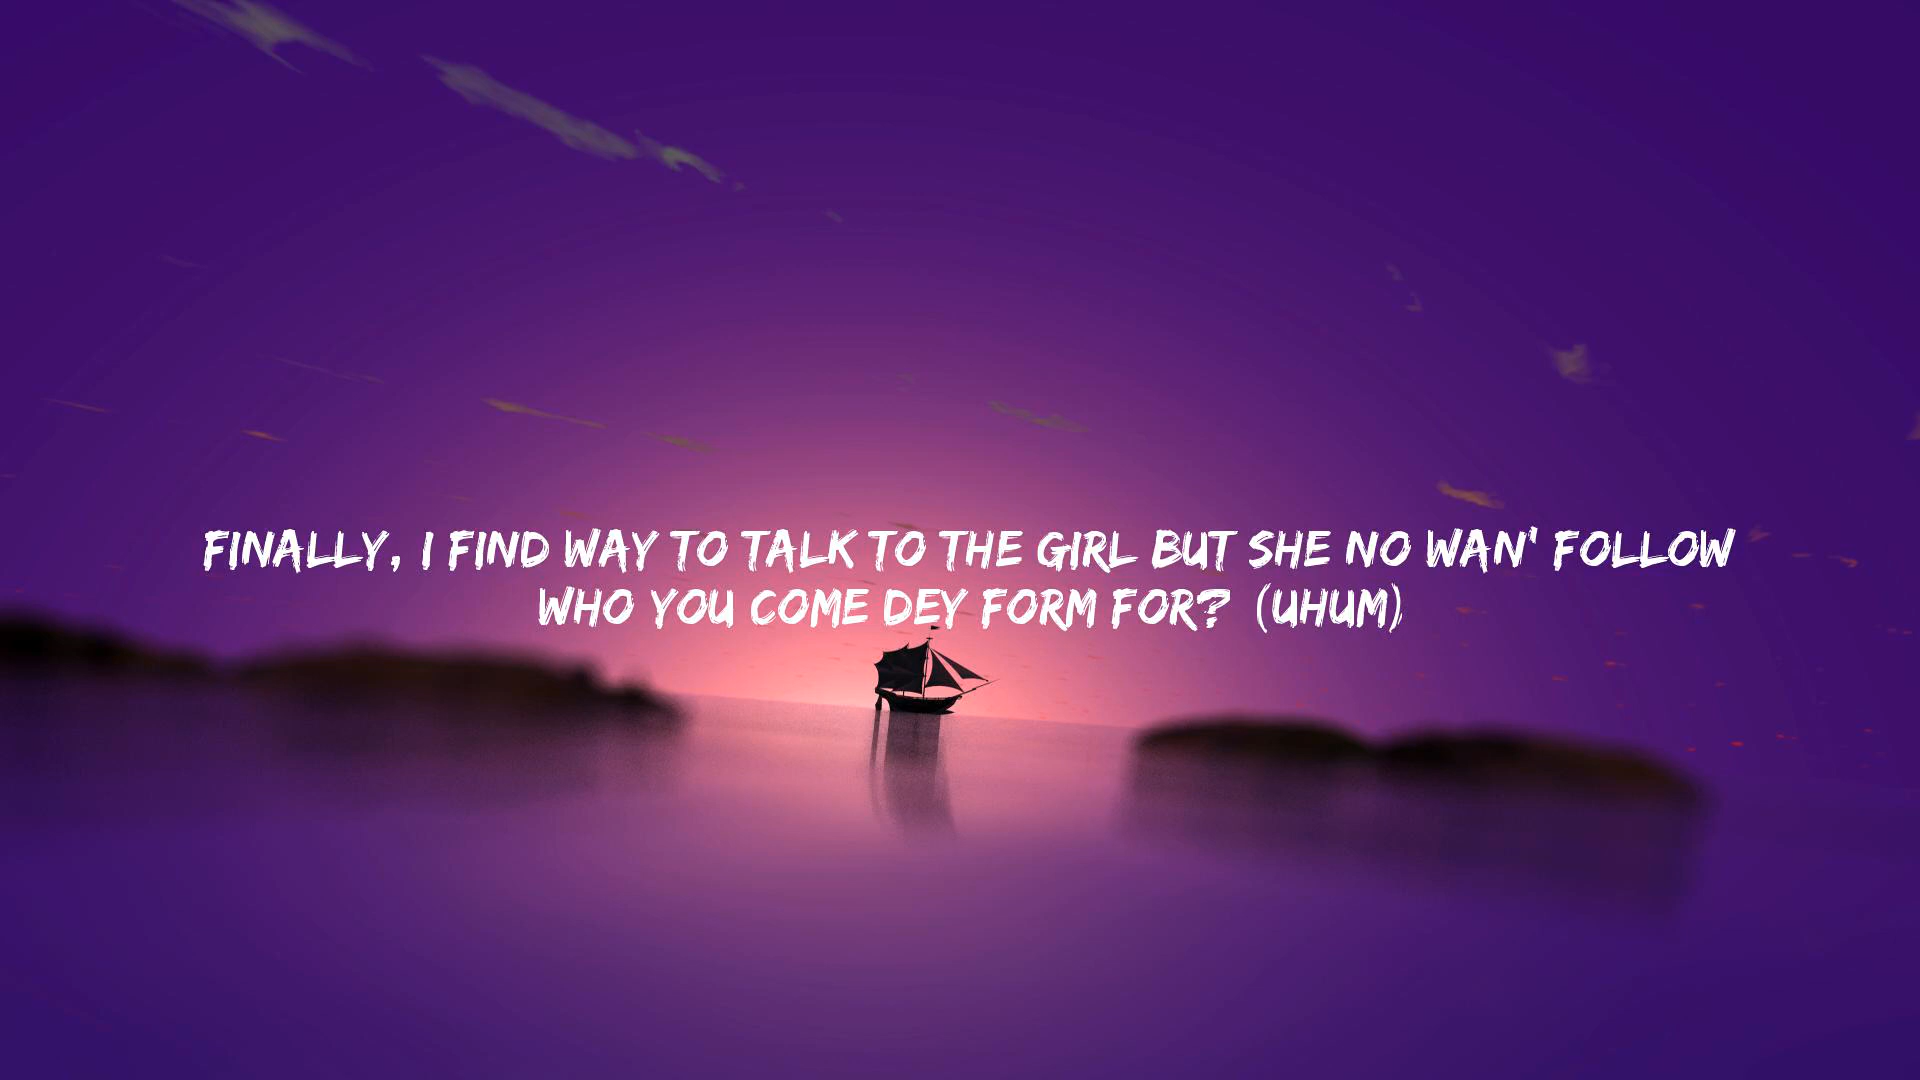 FINALLY, I FIND WAY TO TALK TO THE GIRL BUT SHE NO WAN' FOLLOW
WHO YOU COME DEY FORM FOR? (UHUM)